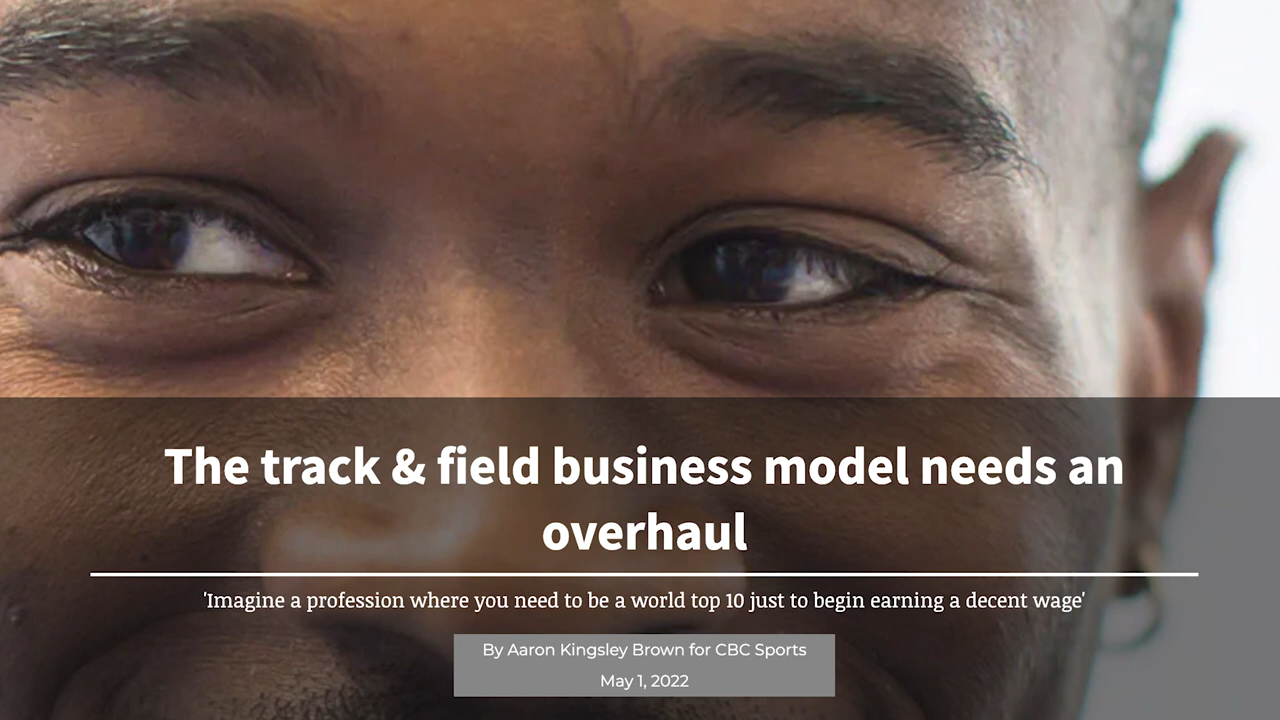 The track & field business model needs an
overhaul
'Imagine a profession where you need to be a world top 10 just to begin earning a decent wage'
By Aaron Kingsley Brown for CBC Sports
May 1, 2022